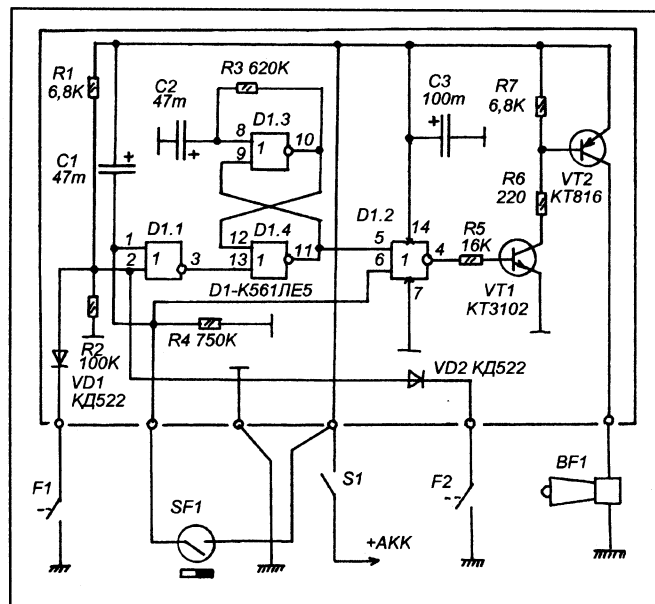 R1
6,8K
C2
47m
R3 620K
C3
100m
R7
6,8K
C1
47m
D1.3
8
1
10
9
VT2
КТ816
R6
220
D1.1
D1.4
D1.2
14
1
2
1
3
12
13
1
11
5
6
1
4
R5
16K
7
VT1
КТ3102
D1-К561ЛЕ5
R2
100K
R4 750K
VD1
КД522
VD2 КД522
F1
SF1
S1
F2
BF1
+АКК